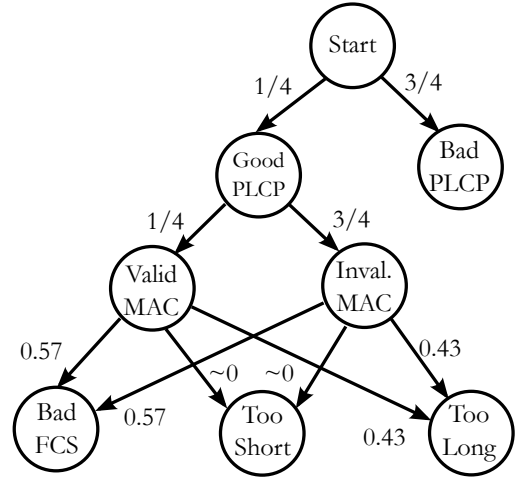 Start
1/4
3/4
Good
PLCP
Bad
PLCP
1/4
3/4
Valid
MAC
Inval.
MAC
0.57
~0
~0
0.43
0.57
0.43
Bad
FCS
Too
Short
Too
Long